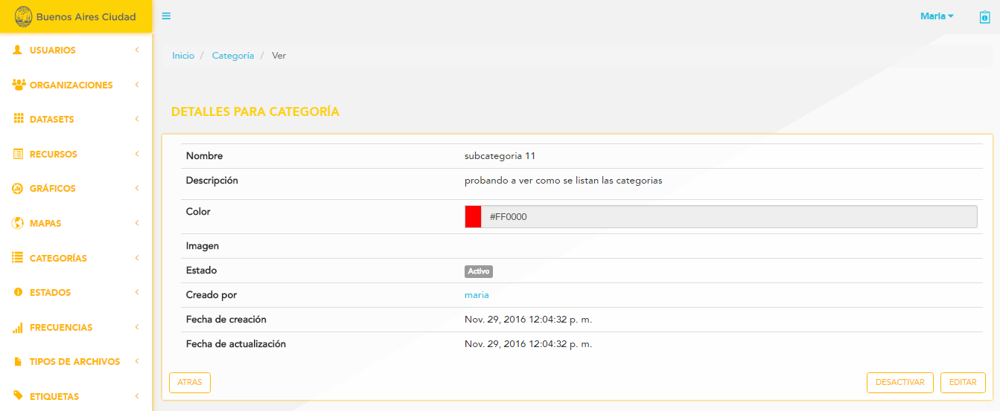 Buenos Aires Ciudad
Maria
USUARIOS
ORGANIZACIONES
DATASETS
RECURSOS
GRÁFICOS
MAPAS
CATEGORÍAS
ESTADOS
FRECUENCIAS
TIPOS DE ARCHIVOS
ETIQUETAS
Inicio / Categoría / Ver
DETALLES PARA CATEGORÍA
Nombre subcategoria 11
Descripción probando a ver como se listan las categorias
Color #FF0000
Imagen
Estado Activo
Creado por maria
Fecha de creación Nov. 29, 2016 12:04:32 p. m.
Fecha de actualización Nov. 29, 2016 12:04:32 p. m.
ATRAS DESACTIVAR EDITAR